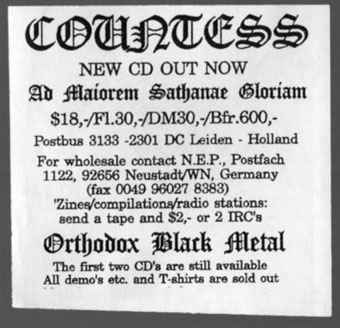 COUNTESS
NEW CD OUT NOW
Ad Maiorem Sathanae Gloriam
$18,-/Fl.30,-/DM30,-/Bfr.600,-
Postbus 3133 -2301 DC Leiden - Holland
For wholesale contact N.E.P., Postfach
1122, 92656 Neustadt/WN, Germany
(fax 0049 96027 8383)
'Zines/compilations/radio stations:
send a tape and $2,- or 2 IRC's
Orthodox Black Metal
The first two CD's are still available
All demo's etc. and T-shirts are sold out